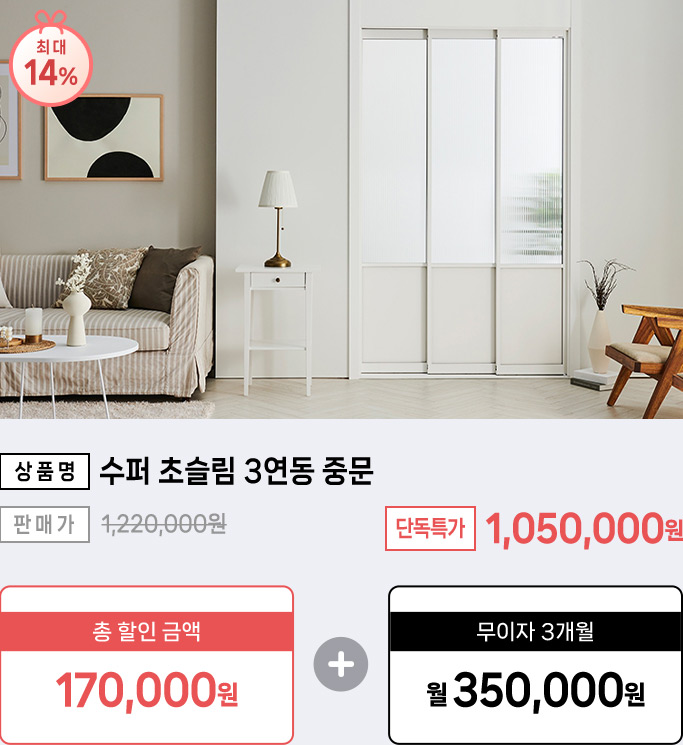 최대
14%
상품명 수퍼 초슬림 3연동 중문
판매가 1,220,000원 단독특가 1,050,000원
총 할인 금액
170,000원
+
무이자 3개월
월 350,000원